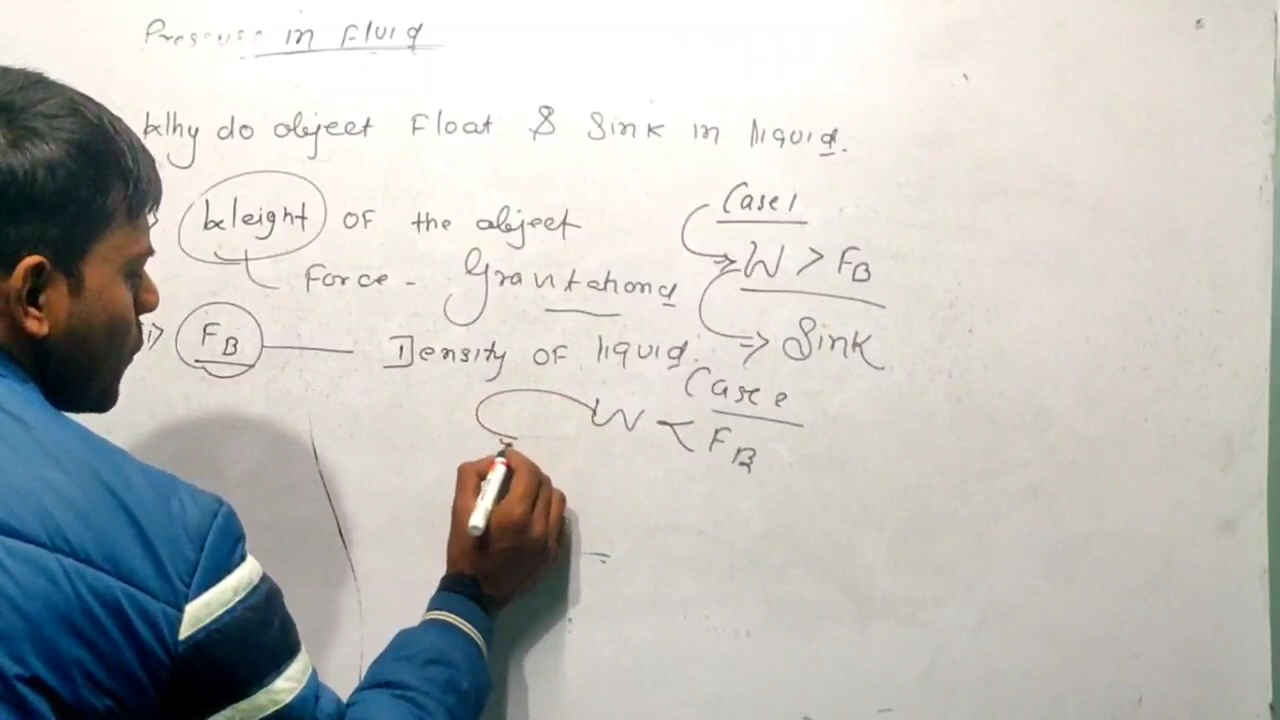 Pressure in Fluid
Why do object Float & Sink in liquid.
Weight OF the object
Force - Gravitational
FB Density OF liquid.
Case 1
W > FB
Sink
Case 2
W < FB